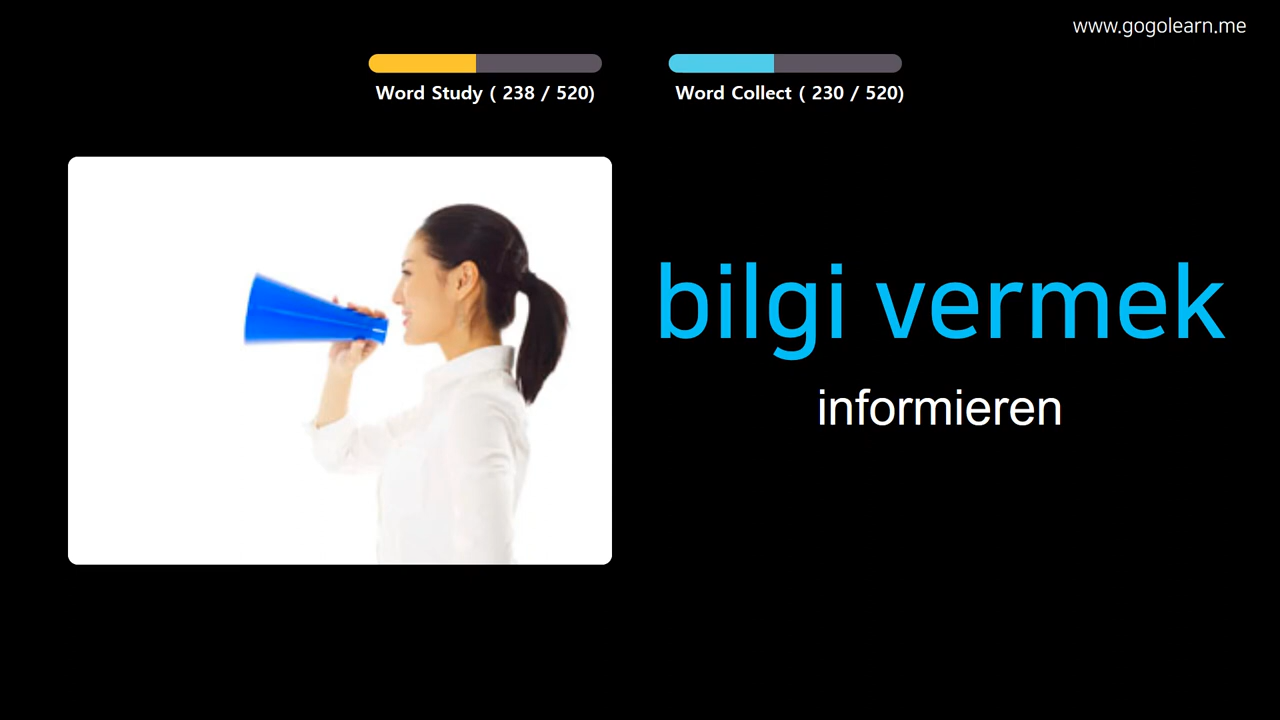 www.gogolearn.me
Word Study ( 238 / 520)
Word Collect ( 230 / 520)
bilgi vermek
informieren